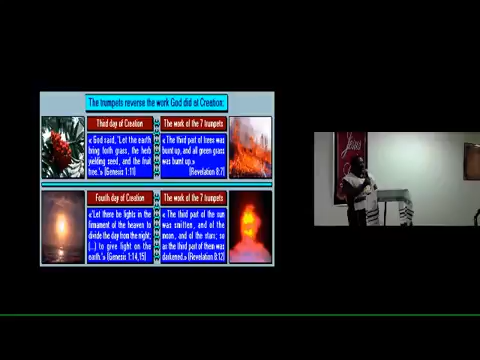 The trumpets reverse the work God did at Creation:
Third day of Creation
« God said, 'Let the earth
bring forth grass, the herb
yielding seed, and the fruit
tree.'» (Genesis 1:11)
The work of the 7 trumpets
« The third part of trees was
burnt up, and all green grass
was burnt up.»
(Revelation 8:7)
Fourth day of Creation
«'Let there be lights in the
firmament of the heaven to
divide the day from the night;
(...) to give light on the
earth.'» (Genesis 1:14,15)
The work of the 7 trumpets
« The third part of the sun
was smitten, and of the
moon, and of the stars; so
as the third part of them was
darkened.» (Revelation 8:12)
Jesus